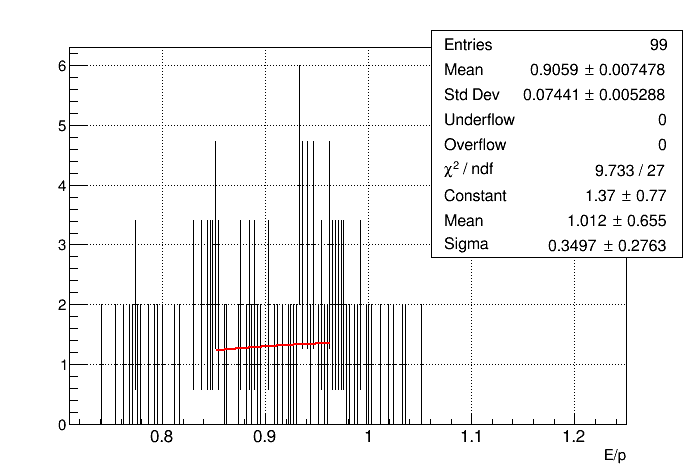 Entries 99
Mean 0.9059 ± 0.007478
Std Dev 0.07441 ± 0.005288
Underflow 0
Overflow 0
χ² / ndf 9.733 / 27
Constant 1.37 ± 0.77
Mean 1.012 ± 0.655
Sigma 0.3497 ± 0.2763
6
5
4
3
2
1
0
0.8 0.9 1 1.1 1.2
E/p